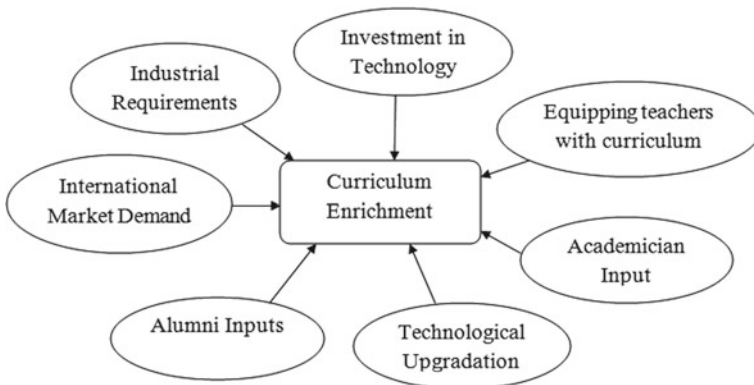 Investment in
Technology
Industrial
Requirements
Equipping teachers
with curriculum
Curriculum
Enrichment
International
Market Demand
Academician
Input
Alumni Inputs
Technological
Upgradation